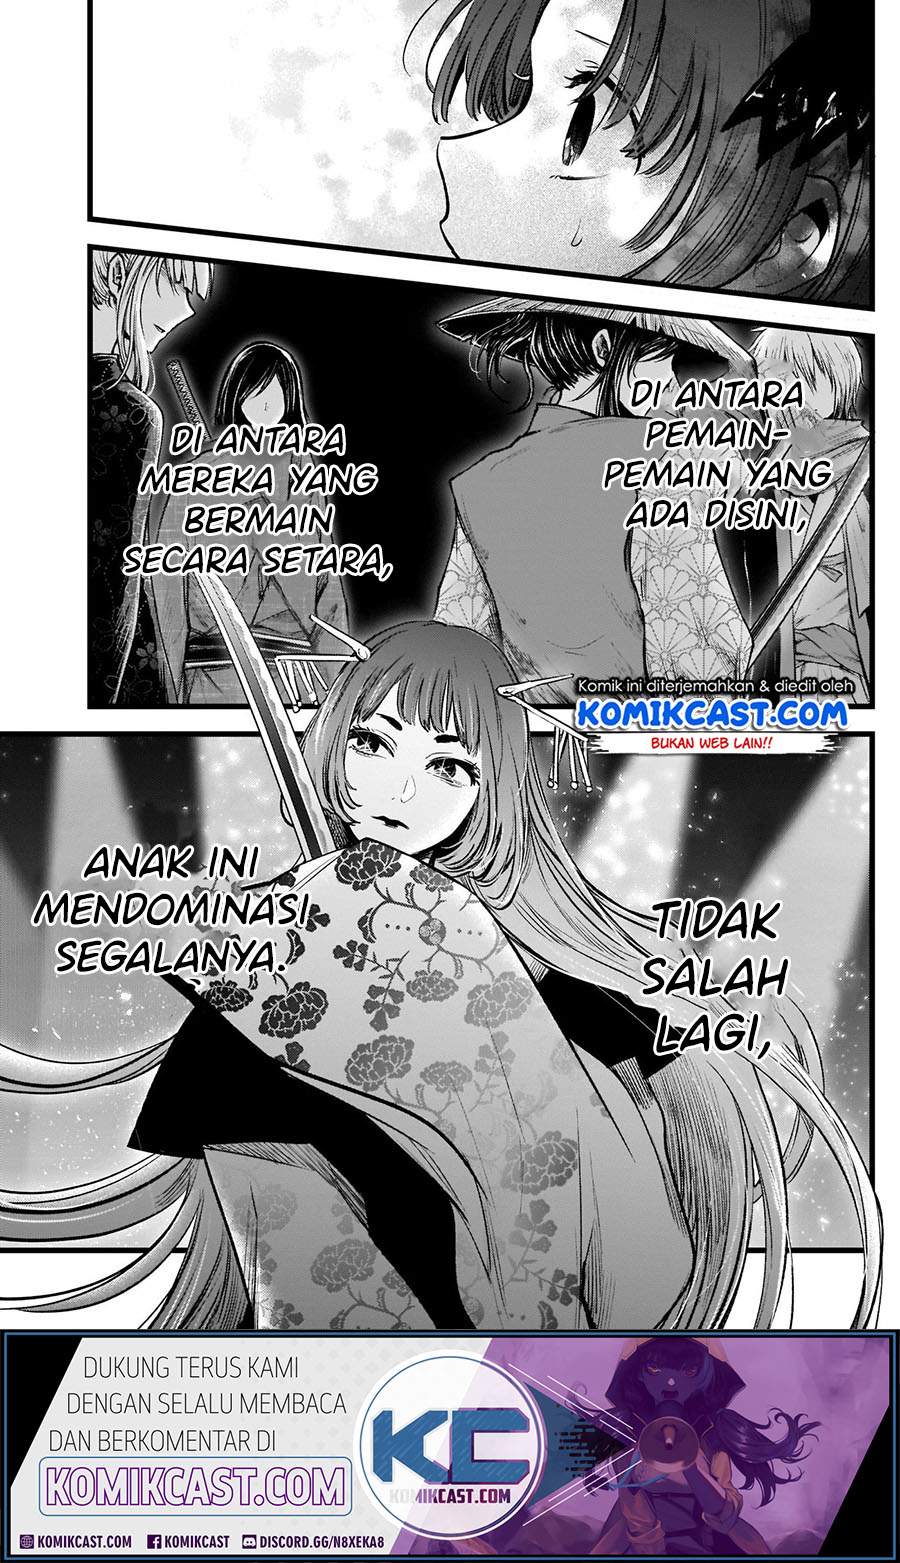 DI ANTARA
PEMAIN-
PEMAIN YANG
ADA DISINI,
DI ANTARA
MEREKA YANG
BERMAIN
SECARA SETARA,
Komik ini diterjemahkan & diedit oleh
KOMIKCAST.COM
BUKAN WEB LAIN!!
TIDAK
SALAH
LAGI,
ANAK INI
MENDOMINASI
SEGALANYA.
DUKUNG TERUS KAMI
DENGAN SELALU MEMBACA
DAN BERKOMENTAR DI
KOMIKCAST.COM
KOMIKCAST.COM
KOMIKCAST
DISCORD.GG/N8XEKA8
KC
KOMIKCAST.COM